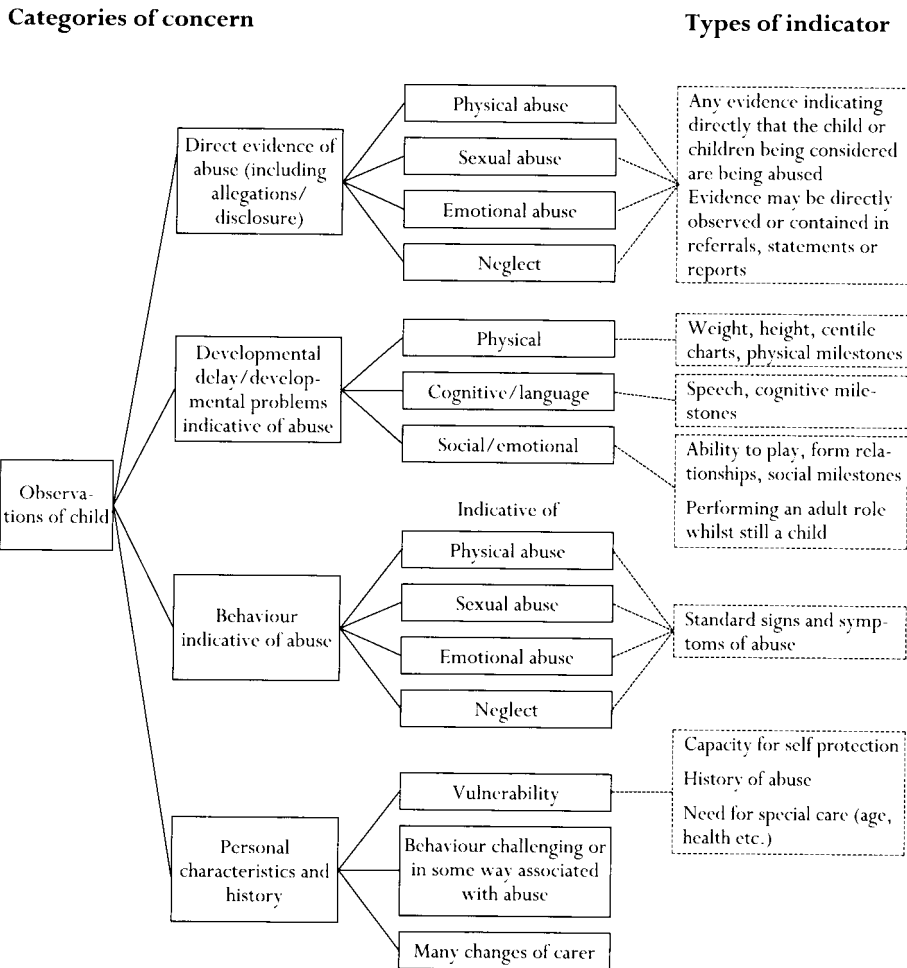 Categories of concern
Types of indicator
Observa-
tions of child
Direct evidence of
abuse (including
allegations/
disclosure)
Physical abuse
Sexual abuse
Emotional abuse
Neglect
Any evidence indicating
directly that the child or
children being considered
are being abused
Evidence may be directly
observed or contained in
referrals, statements or
reports
Developmental
delay/develop-
mental problems
indicative of abuse
Physical
Cognitive/language
Social/emotional
Weight, height, centile
charts, physical milestones
Speech, cognitive mile-
stones
Ability to play, form rela-
tionships, social milestones
Performing an adult role
whilst still a child
Behaviour
indicative of abuse
Indicative of
Physical abuse
Sexual abuse
Emotional abuse
Neglect
Standard signs and symp-
toms of abuse
Personal
characteristics and
history
Vulnerability
Behaviour challenging or
in some way associated
with abuse
Many changes of carer
Capacity for self protection
History of abuse
Need for special care (age,
health etc.)